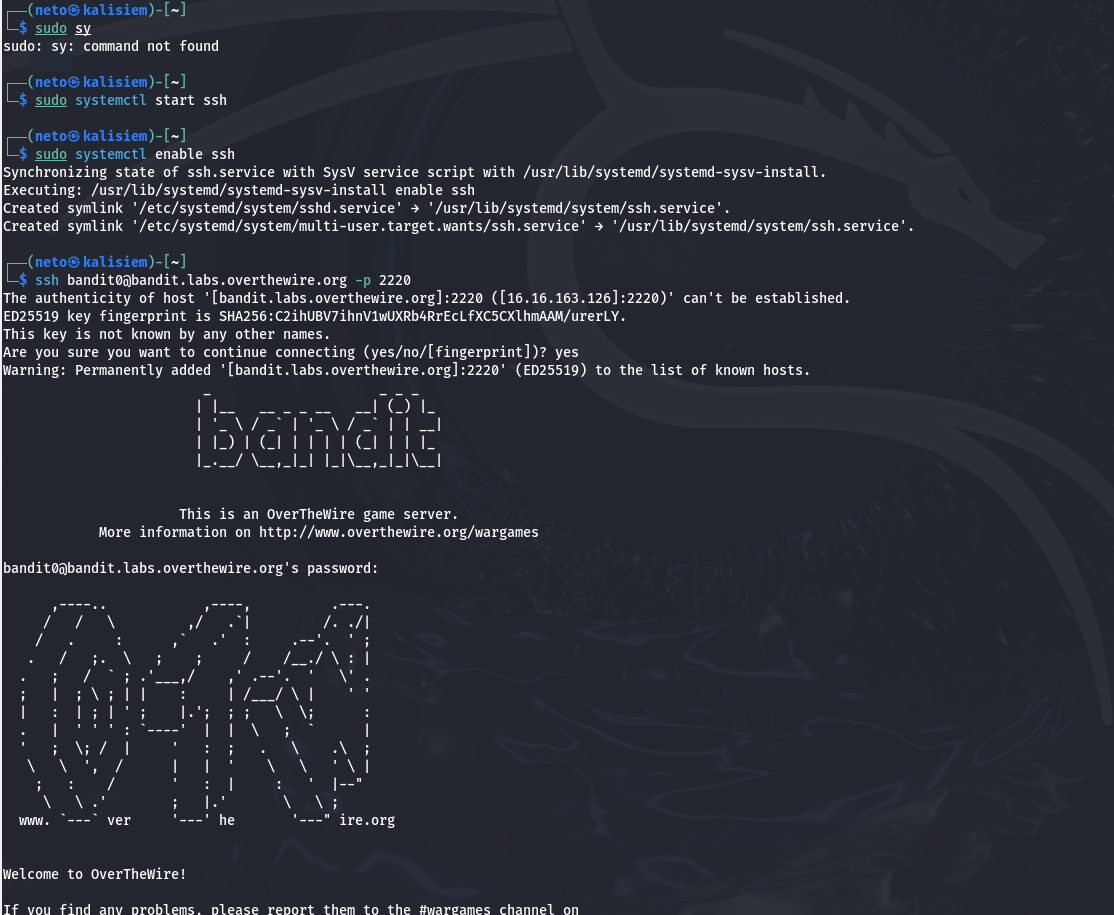 ┌──(neto㉿kalisiem)-[~]
└─$ sudo sy
sudo: sy: command not found
┌──(neto㉿kalisiem)-[~]
└─$ sudo systemctl start ssh
┌──(neto㉿kalisiem)-[~]
└─$ sudo systemctl enable ssh
Synchronizing state of ssh.service with SysV service script with /usr/lib/systemd/systemd-sysv-install.
Executing: /usr/lib/systemd/systemd-sysv-install enable ssh
Created symlink '/etc/systemd/system/sshd.service' → '/usr/lib/systemd/system/ssh.service'.
Created symlink '/etc/systemd/system/multi-user.target.wants/ssh.service' → '/usr/lib/systemd/system/ssh.service'.
┌──(neto㉿kalisiem)-[~]
└─$ ssh bandit0@bandit.labs.overthewire.org -p 2220
The authenticity of host '[bandit.labs.overthewire.org]:2220 ([16.16.163.126]:2220)' can't be established.
ED25519 key fingerprint is SHA256:C2ihUBV7ihnV1wUXRb4RrEcLfXC5CXlhmAAM/urerLY.
This key is not known by any other names.
Are you sure you want to continue connecting (yes/no/[fingerprint])? yes
Warning: Permanently added '[bandit.labs.overthewire.org]:2220' (ED25519) to the list of known hosts.
bandit
This is an OverTheWire game server.
More information on http://www.overthewire.org/wargames
bandit0@bandit.labs.overthewire.org's password:
www. `---` ver '---' he '---" ire.org
Welcome to OverTheWire!
If you find any problems, please report them to the #wargames channel on